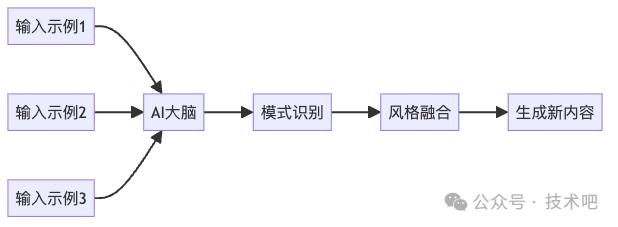 输入示例1
输入示例2
输入示例3
AI大脑
模式识别
风格融合
生成新内容
公众号 · 技术吧